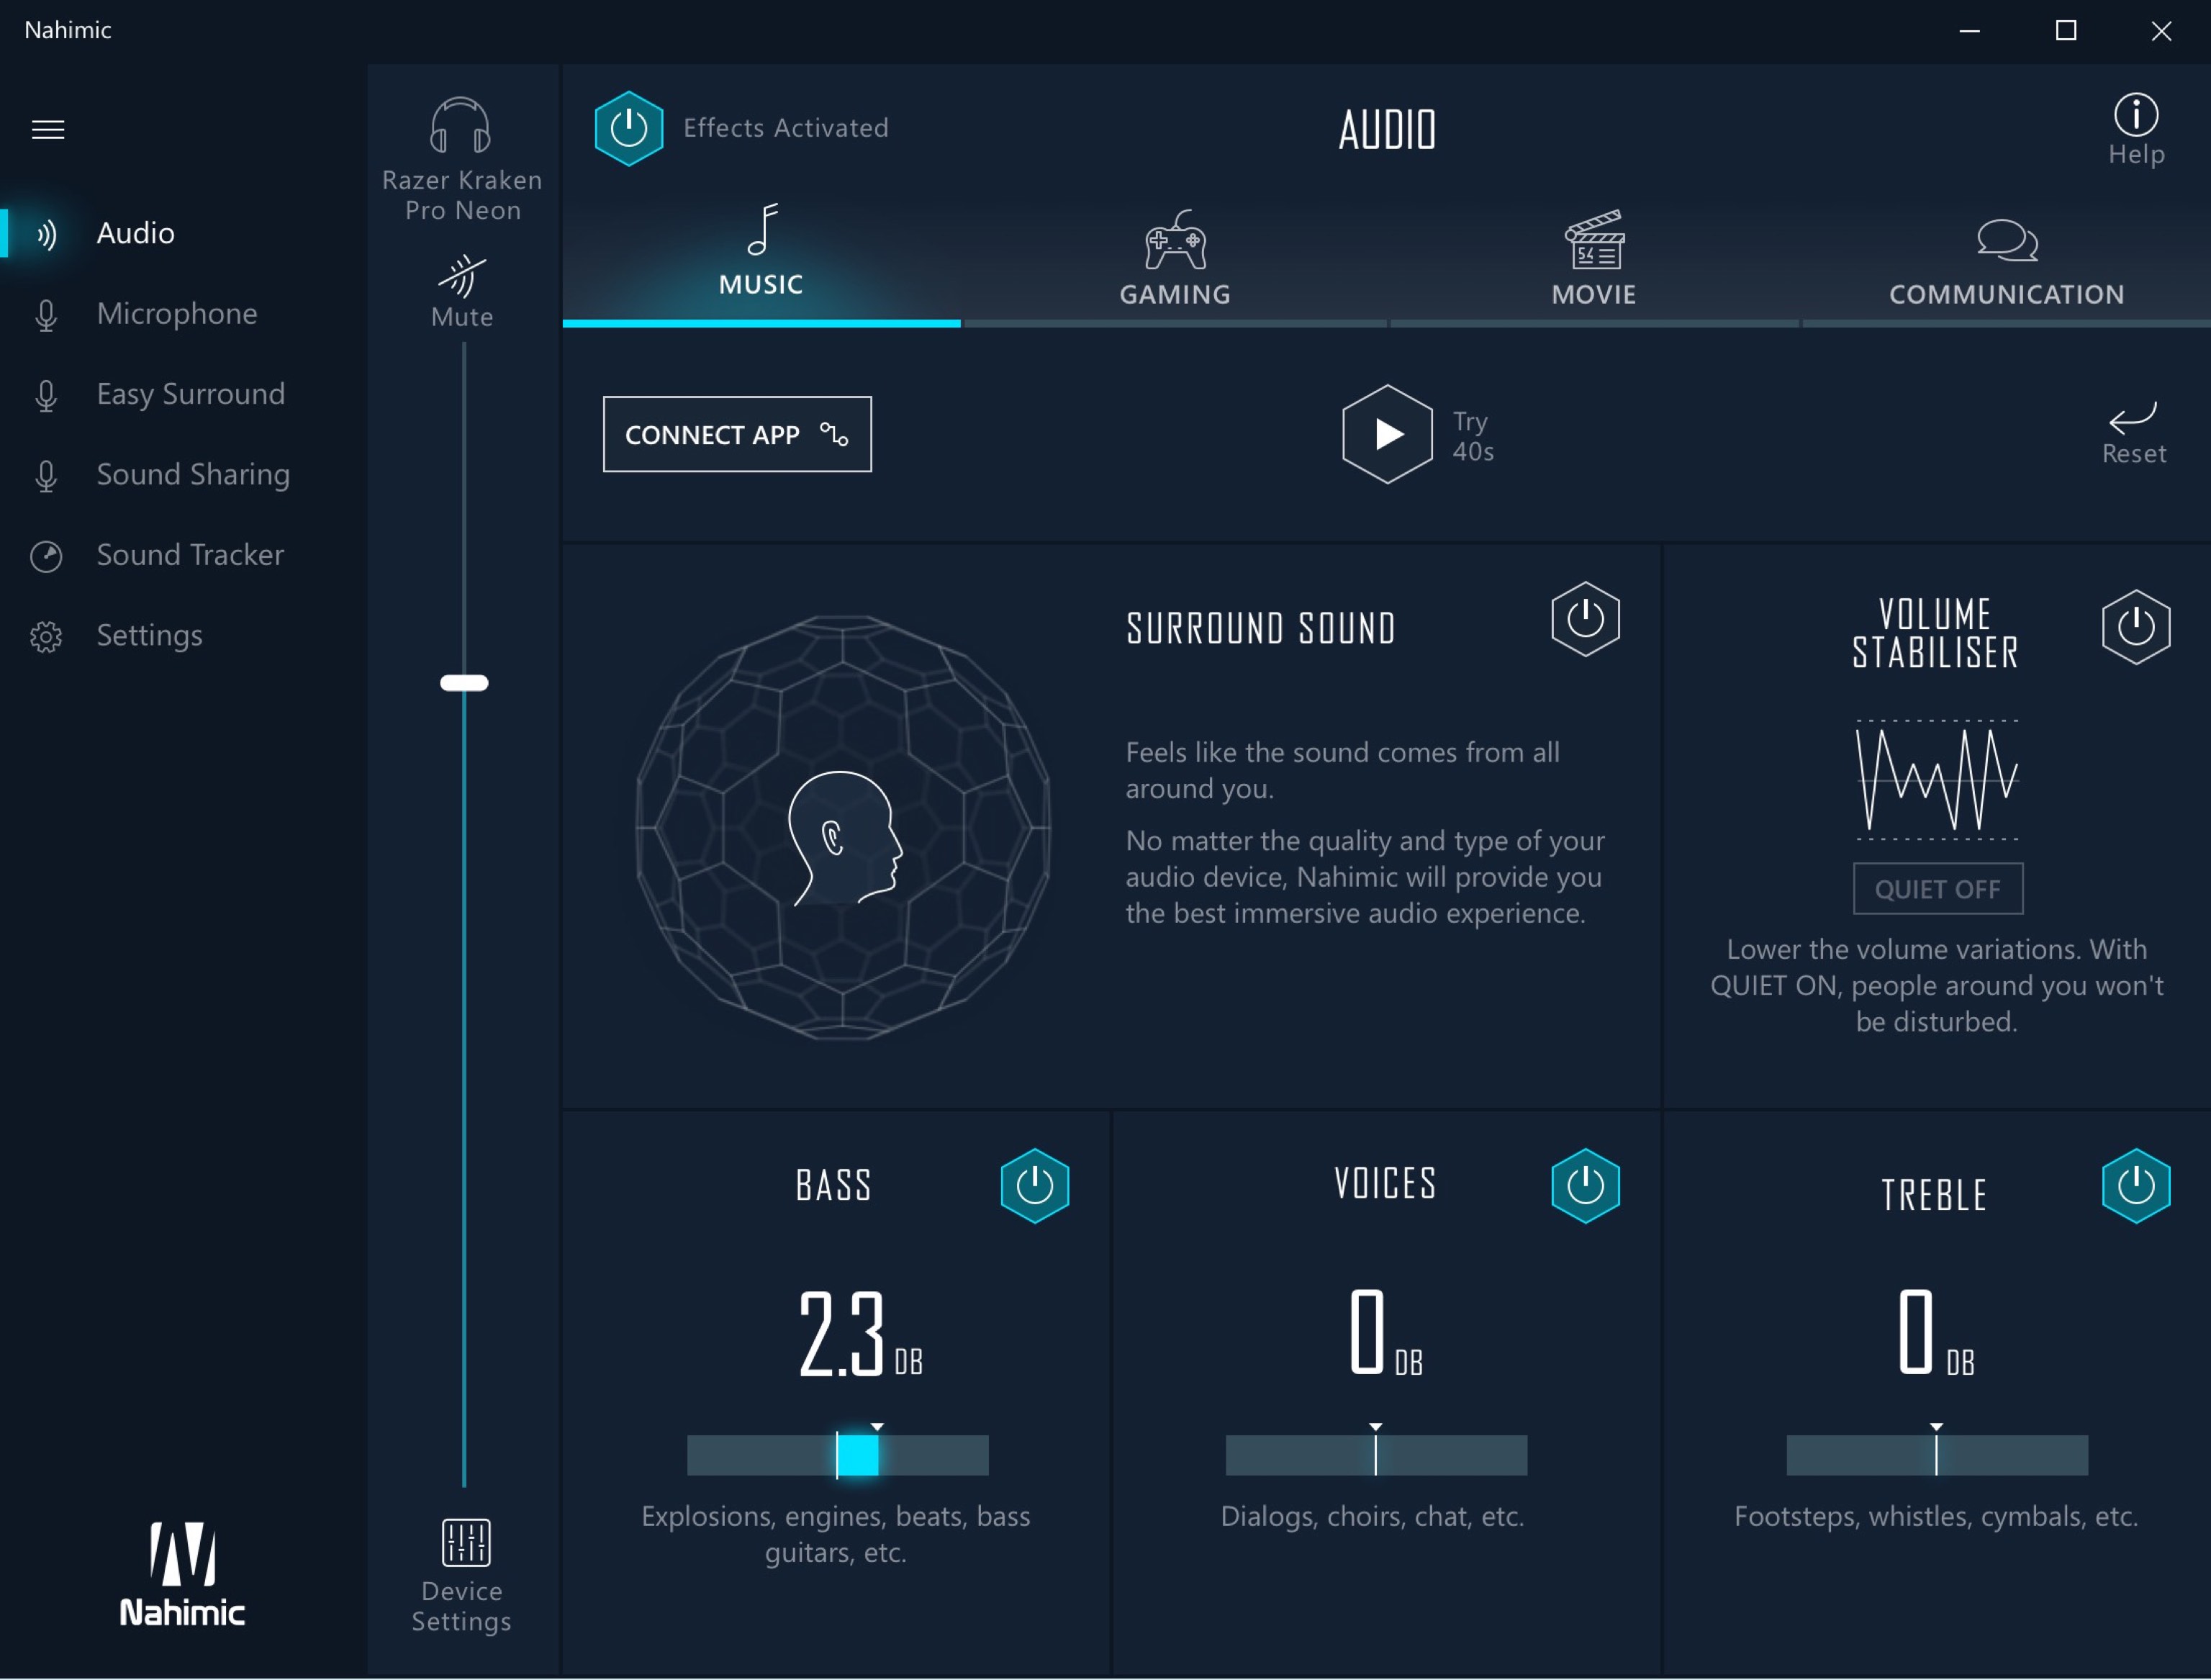 Nahimic
Audio
Microphone
Easy Surround
Sound Sharing
Sound Tracker
Settings
Nahimic
Razer Kraken
Pro Neon
Mute
Device
Settings
Effects Activated
AUDIO
Help
MUSIC
GAMING
54
MOVIE
COMMUNICATION
CONNECT APP
Try
40s
Reset
SURROUND SOUND
Feels like the sound comes from all
around you.
No matter the quality and type of your
audio device, Nahimic will provide you
the best immersive audio experience.
VOLUME
STABILISER
QUIET OFF
Lower the volume variations. With
QUIET ON, people around you won't
be disturbed.
BASS
2.3 DB
Explosions, engines, beats, bass
guitars, etc.
VOICES
0 DB
Dialogs, choirs, chat, etc.
TREBLE
0 DB
Footsteps, whistles, cymbals, etc.